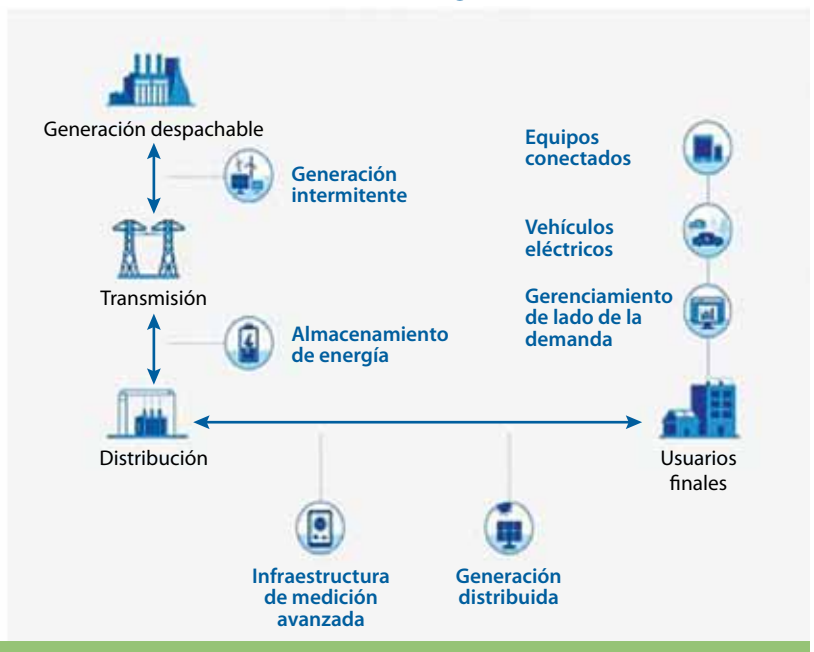 Generación despachable
Generación
intermitente
Transmisión
Almacenamiento
de energía
Distribución
Equipos
conectados
Vehículos
eléctricos
Gerenciamiento
de lado de la
demanda
Usuarios
finales
Infraestructura
de medición
avanzada
Generación
distribuida